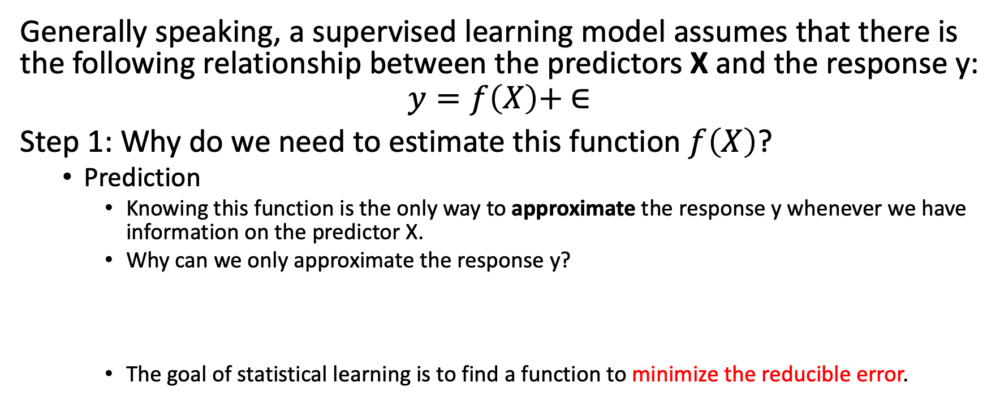 Generally speaking, a supervised learning model assumes that there is
the following relationship between the predictors X and the response y:
y = f(X)+ ∈
Step 1: Why do we need to estimate this function f(X)?
• Prediction
• Knowing this function is the only way to approximate the response y whenever we have
information on the predictor X.
• Why can we only approximate the response y?
• The goal of statistical learning is to find a function to minimize the reducible error.